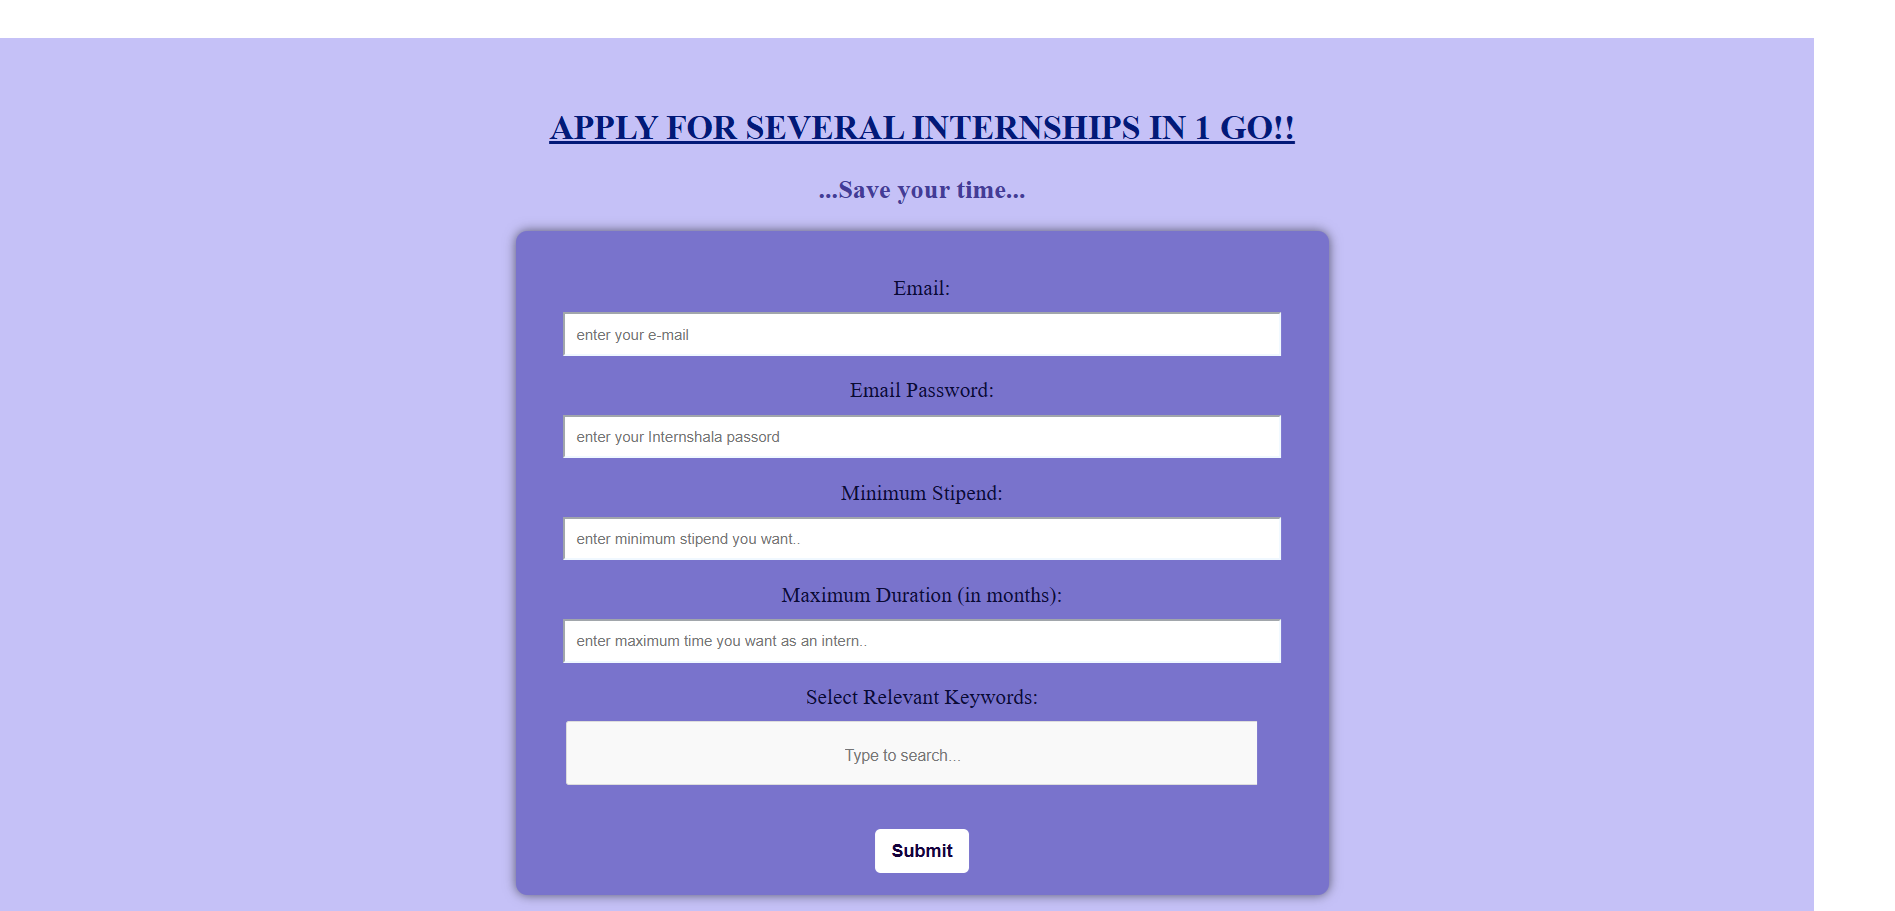 APPLY FOR SEVERAL INTERNSHIPS IN 1 GO!!
...Save your time...
Email:
enter your e-mail
Email Password:
enter your Internshala passord
Minimum Stipend:
enter minimum stipend you want..
Maximum Duration (in months):
enter maximum time you want as an intern..
Select Relevant Keywords:
Type to search...
Submit